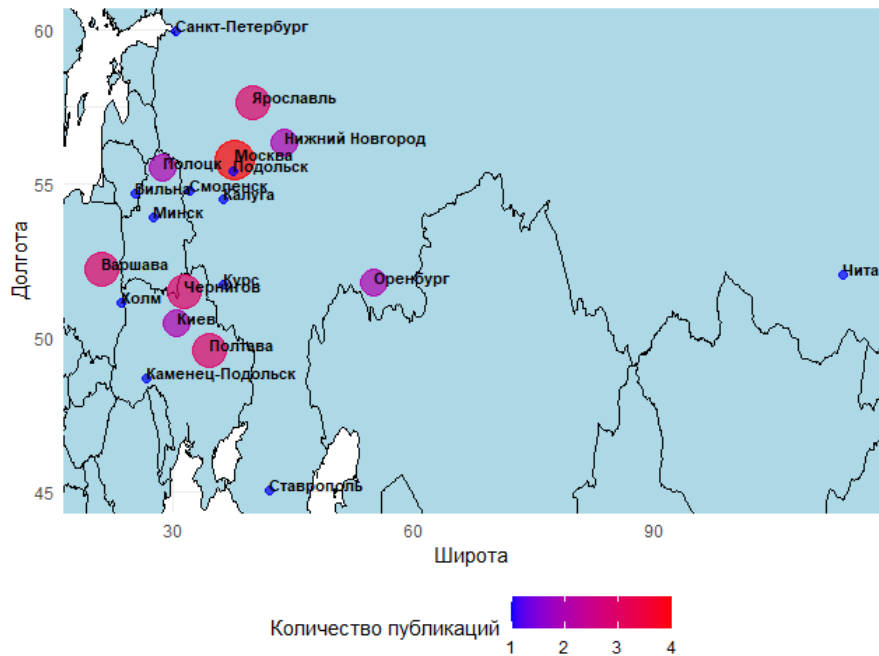 60
Санкт-Петербург
Ярославль
Нижний Новгород
Москва
Полоцк
Подольск
55
Смоленск
Вильна
Калуга
Минск
Долгота
Варшава
Оренбург
Чита
Курс
Чернигов
Холм
Киев
50
Полтава
Каменец-Подольск
45
Ставрополь
30 60 90
Широта
Количество публикаций
1 2 3 4